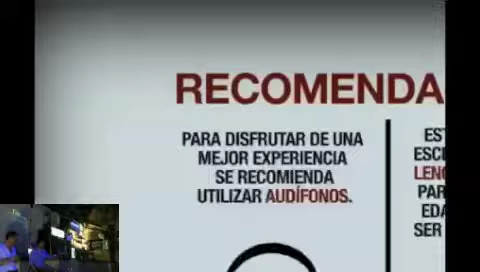 RECOMENDA
PARA DISFRUTAR DE UNA
MEJOR EXPERIENCIA
SE RECOMIENDA
UTILIZAR AUDÍFONOS.